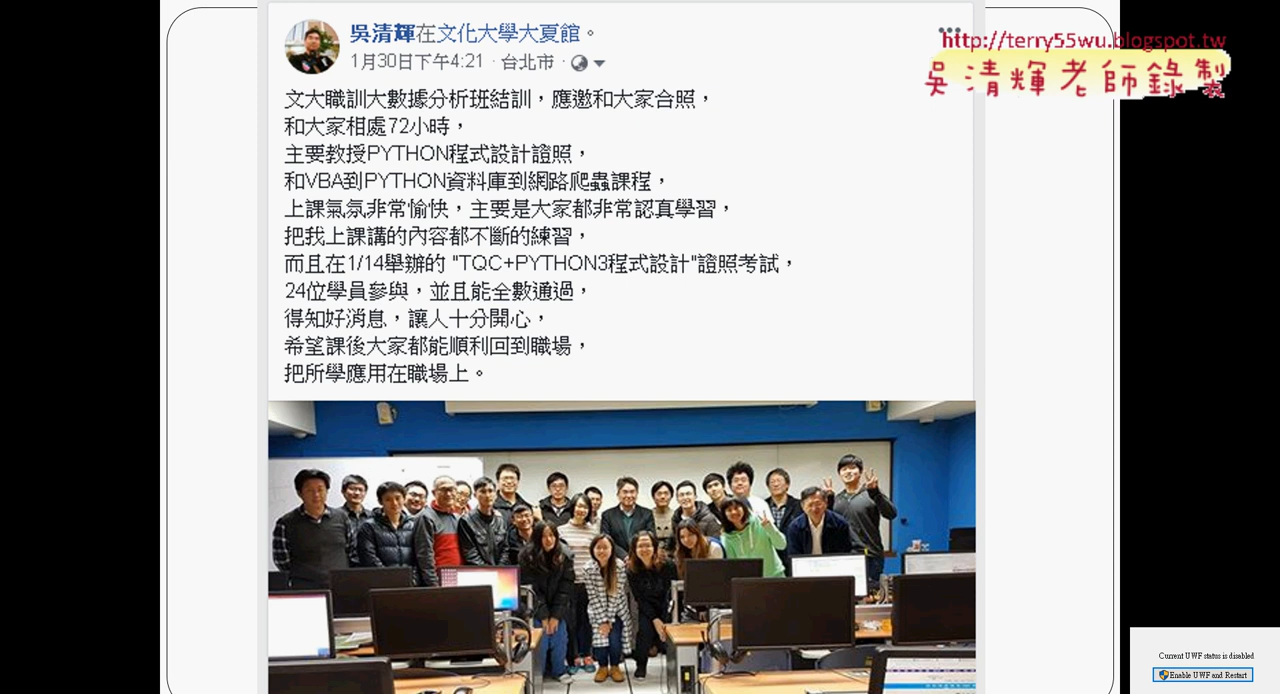 吳清輝在文化大學大夏館。
1月30日下午4:21 · 台北市 ·
http://terry55wu.blogspot.tw
吳清輝老師錄製
文大職訓大數據分析班結訓，應邀和大家合照，
和大家相處72小時，
主要教授PYTHON程式設計證照，
和VBA到PYTHON資料庫到網路爬蟲課程，
上課氣氛非常愉快，主要是大家都非常認真學習，
把我上課講的內容都不斷的練習，
而且在1/14舉辦的 "TQC+PYTHON3程式設計"證照考試，
24位學員參與，並且能全數通過，
得知好消息，讓人十分開心，
希望課後大家都能順利回到職場，
把所學應用在職場上。
Current UWF status is disabled
Enable UWF and Restart